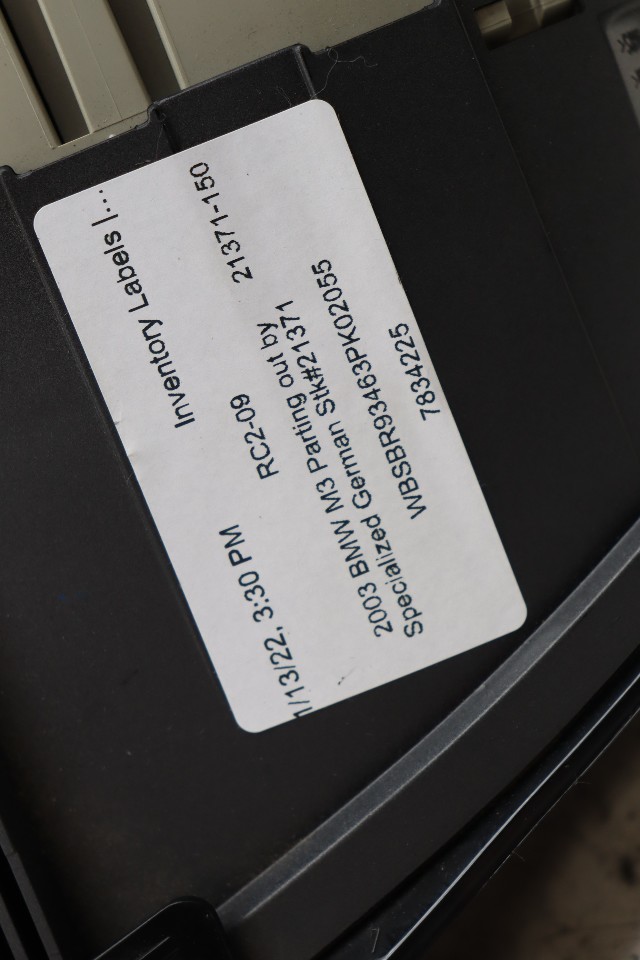 1/13/22, 3:30 PM
Inventory Labels I...
RC2-09
21371-150
2003 BMW M3 Parting out by
Specialized German Stk#21371
WBSBR93463PK02055
7834225